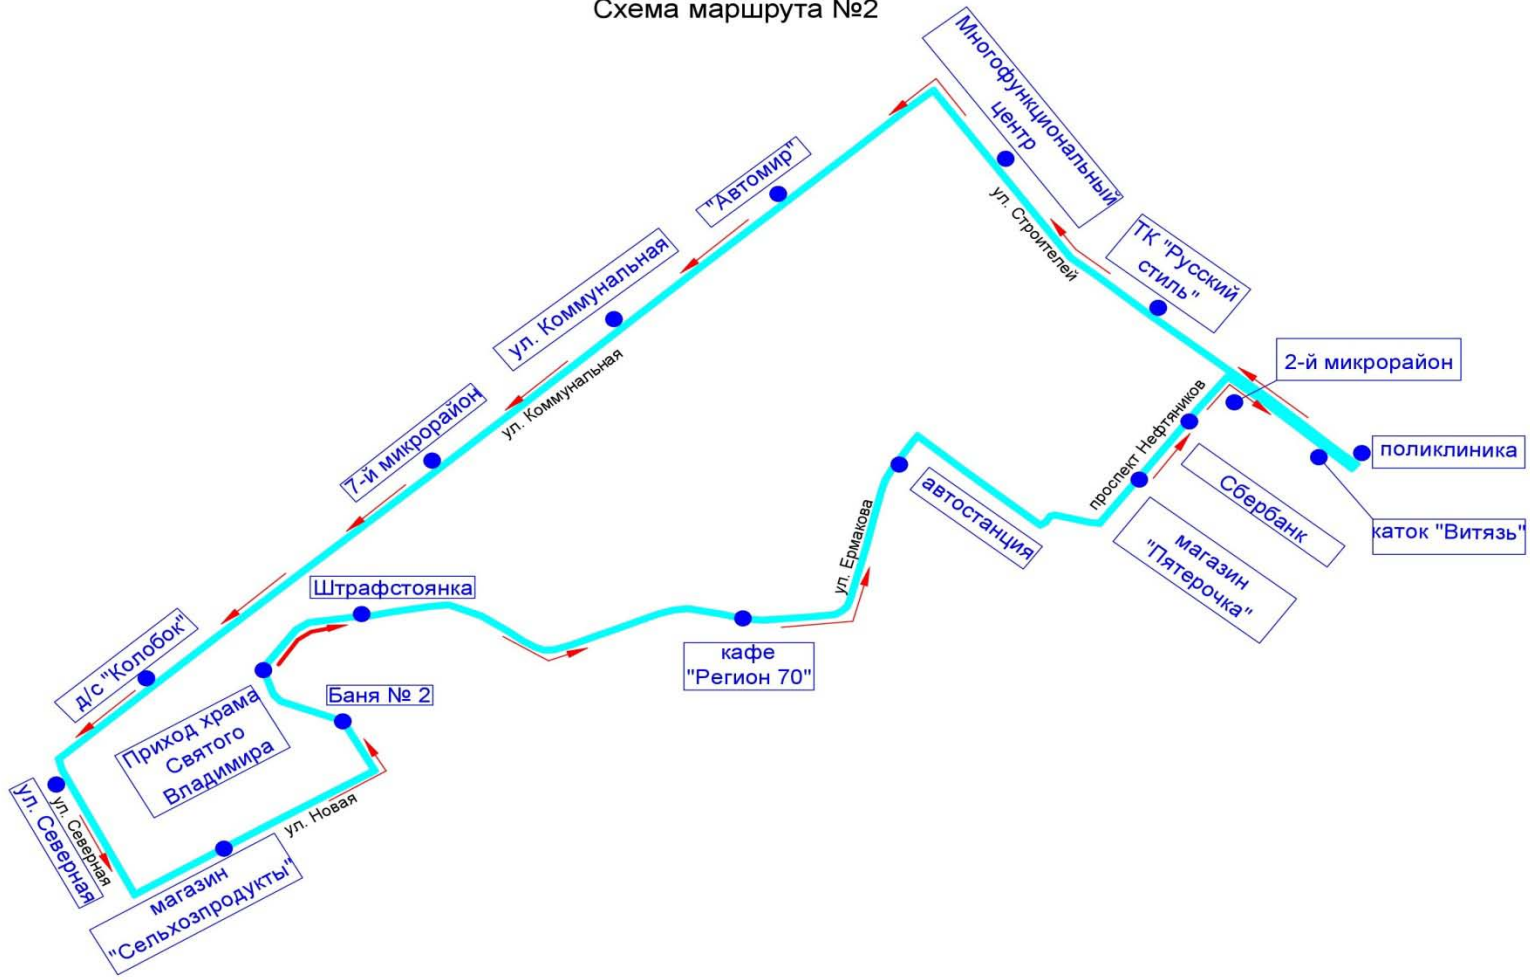 Схема маршрута №2
Многофункциональный
центр
"Автомир"
ул. Строителей
ТК "Русский
стиль"
ул. Коммунальная
ул. Коммунальная
2-й микрорайон
7-й микрорайон
проспект Нефтяников
поликлиника
Сбербанк
каток "Витязь"
автостанция
магазин
"Пятерочка"
ул. Ермакова
Штрафстоянка
кафе
"Регион 70"
д/с "Колобок"
Баня № 2
Приход храма
Святого
Владимира
ул. Северная
ул. Северная
ул. Новая
магазин
"Сельхозпродукты"